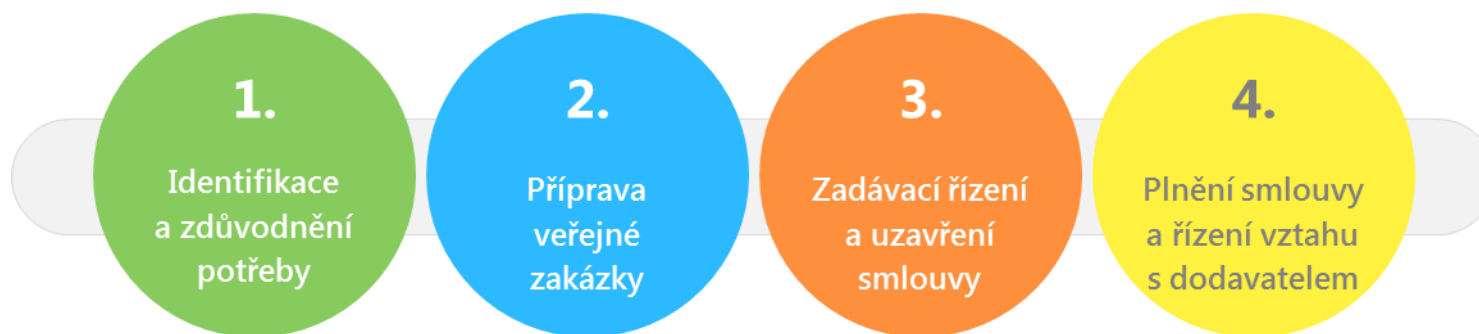 1.
Identifikace
a zdůvodnění
potřeby
2.
Příprava
veřejné
zakázky
3.
Zadávací řízení
a uzavření
smlouvy
4.
Plnění smlouvy
a řízení vztahu
s dodavatelem